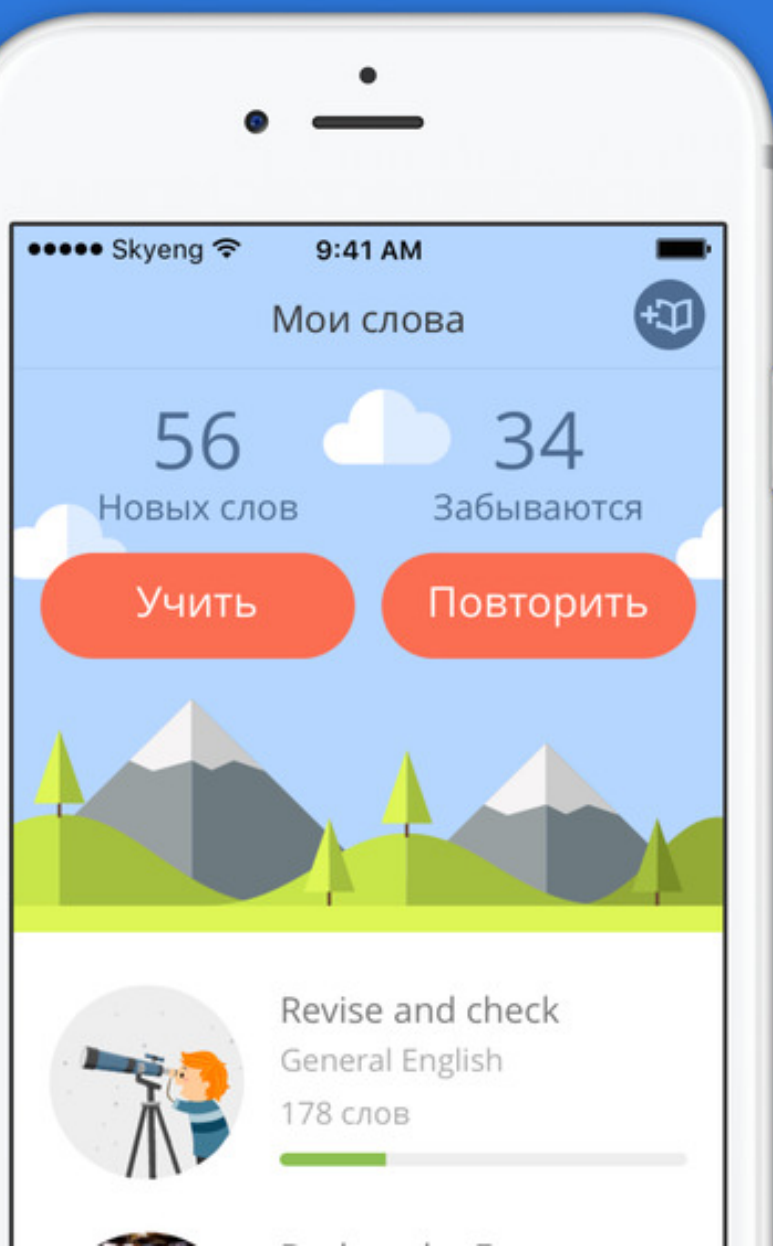 Skyeng 9:41 AM
Мои слова
56 34
Новых слов Забываются
Учить Повторить
Revise and check
General English
178 слов